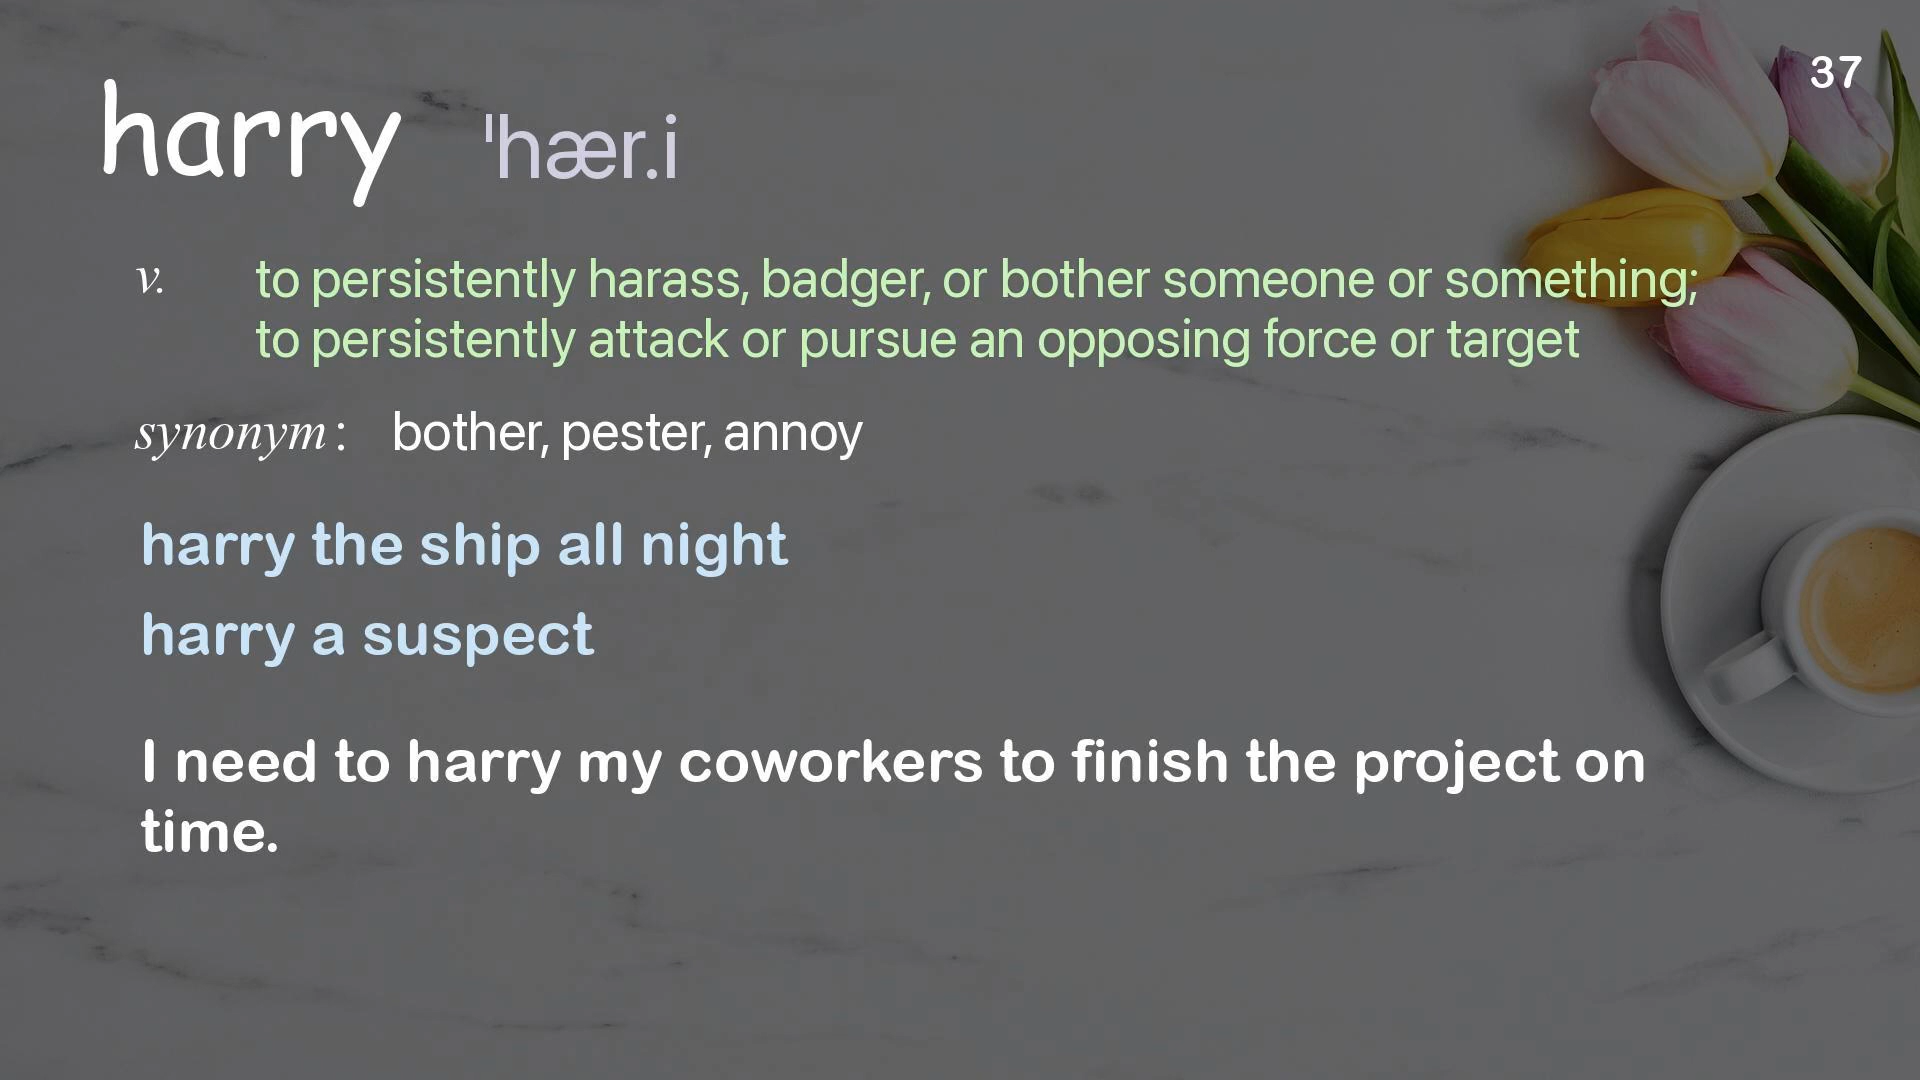 37
harry ˈhær.i
v. to persistently harass, badger, or bother someone or something;
to persistently attack or pursue an opposing force or target
synonym : bother, pester, annoy
harry the ship all night
harry a suspect
I need to harry my coworkers to finish the project on
time.